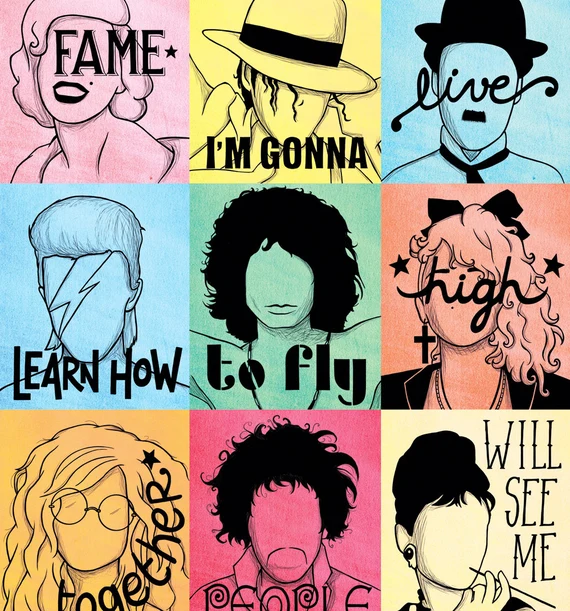 FAME
I'M GONNA
live
LEARN HOW
to fly
high
together
PEOPLE
WILL
SEE
ME